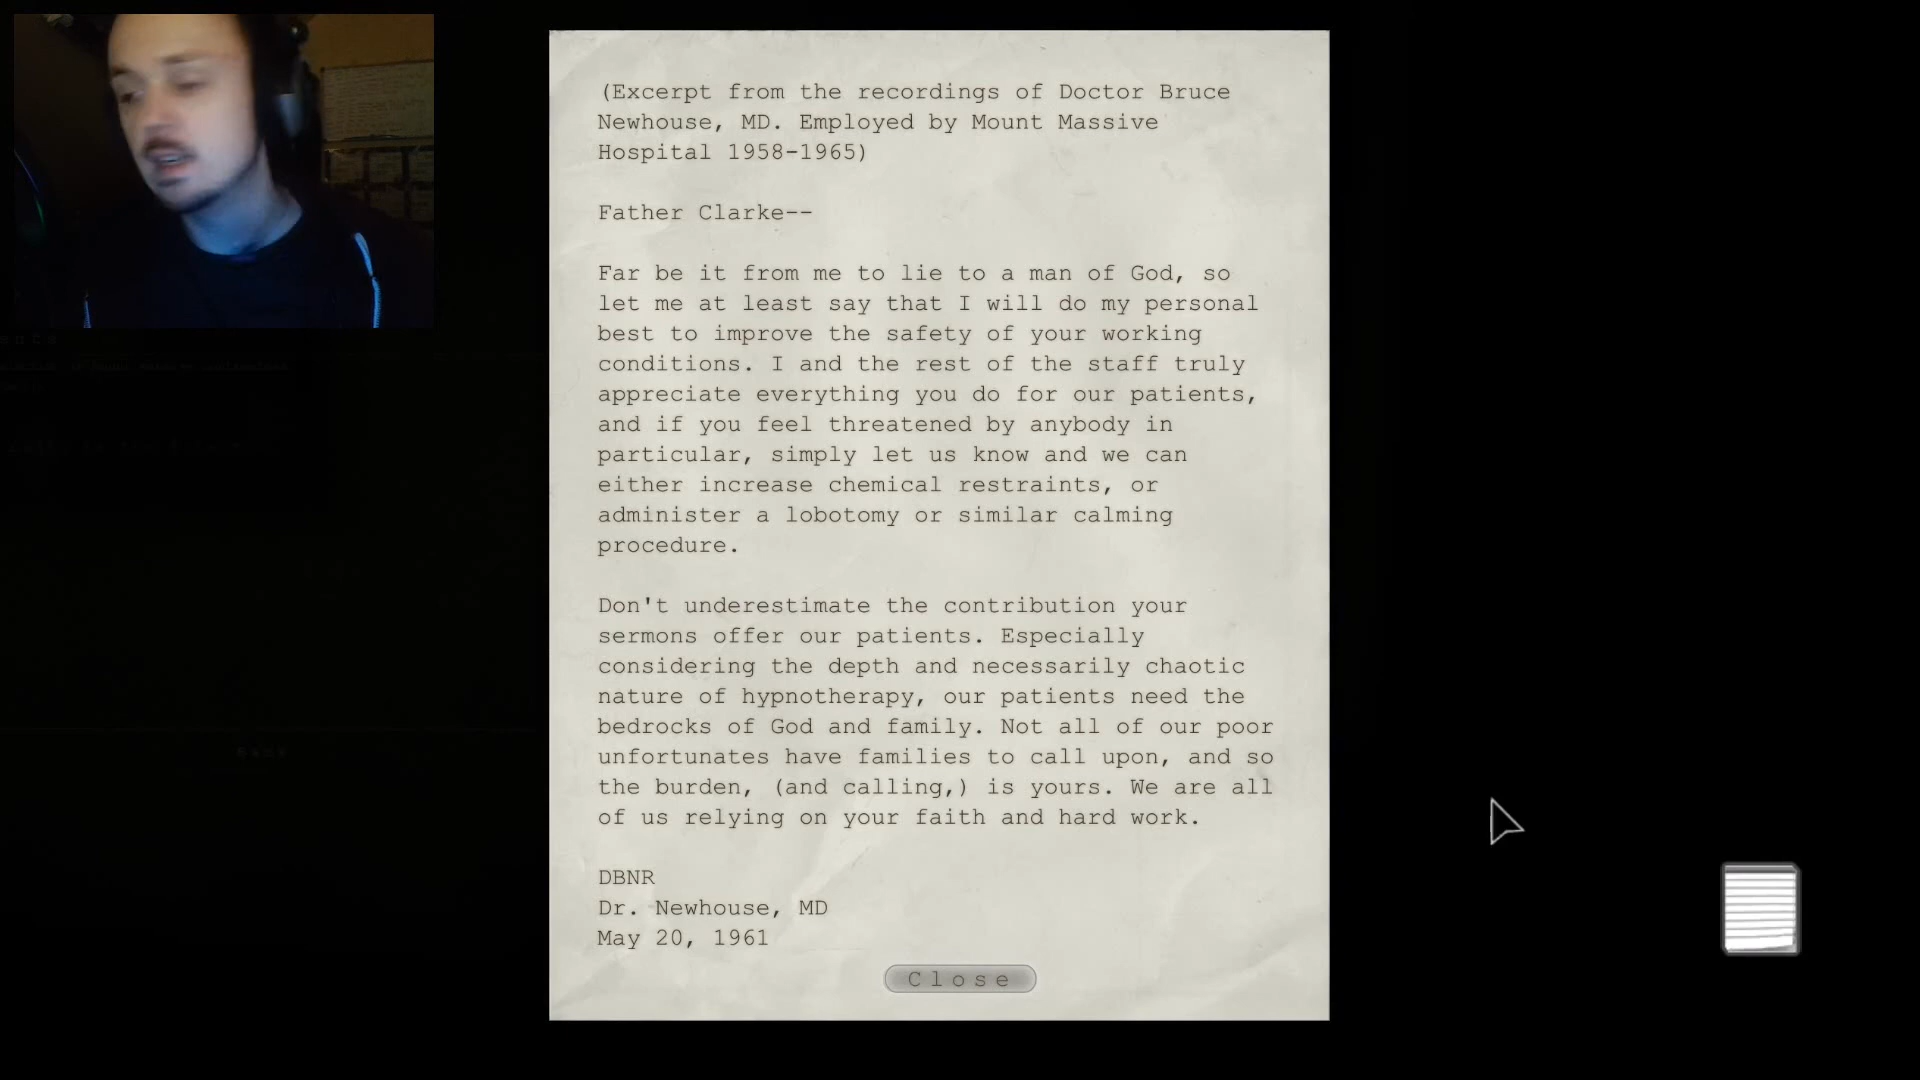 (Excerpt from the recordings of Doctor Bruce
Newhouse, MD. Employed by Mount Massive
Hospital 1958-1965)
Father Clarke--
Far be it from me to lie to a man of God, so
let me at least say that I will do my personal
best to improve the safety of your working
conditions. I and the rest of the staff truly
appreciate everything you do for our patients,
and if you feel threatened by anybody in
particular, simply let us know and we can
either increase chemical restraints, or
administer a lobotomy or similar calming
procedure.
Don't underestimate the contribution your
sermons offer our patients. Especially
considering the depth and necessarily chaotic
nature of hypnotherapy, our patients need the
bedrocks of God and family. Not all of our poor
unfortunates have families to call upon, and so
the burden, (and calling,) is yours. We are all
of us relying on your faith and hard work.
DBNR
Dr. Newhouse, MD
May 20, 1961
Close